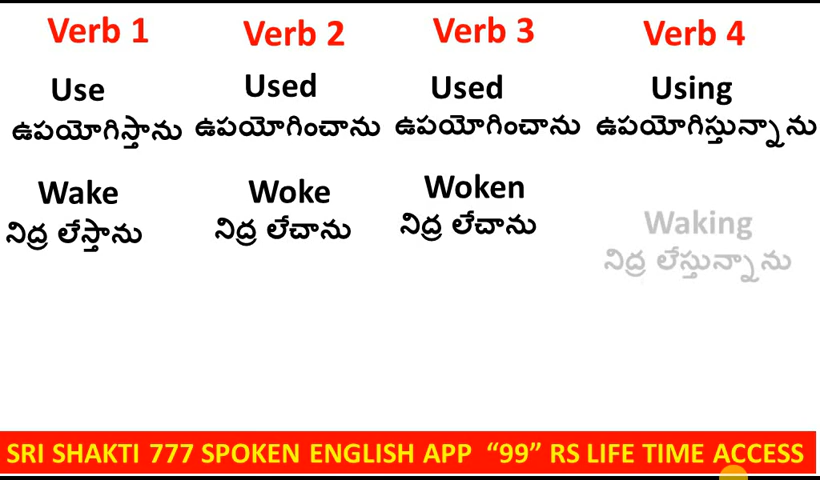 Verb 1 Verb 2 Verb 3 Verb 4
Use Used Used Using
ఉపయోగిస్తాను ఉపయోగించాను ఉపయోగించాను ఉపయోగిస్తున్నాను
Wake Woke Woken Waking
నిద్ర లేస్తాను నిద్ర లేచాను నిద్ర లేచాను నిద్ర లేస్తున్నాను
SRI SHAKTI 777 SPOKEN ENGLISH APP “99” RS LIFE TIME ACCESS